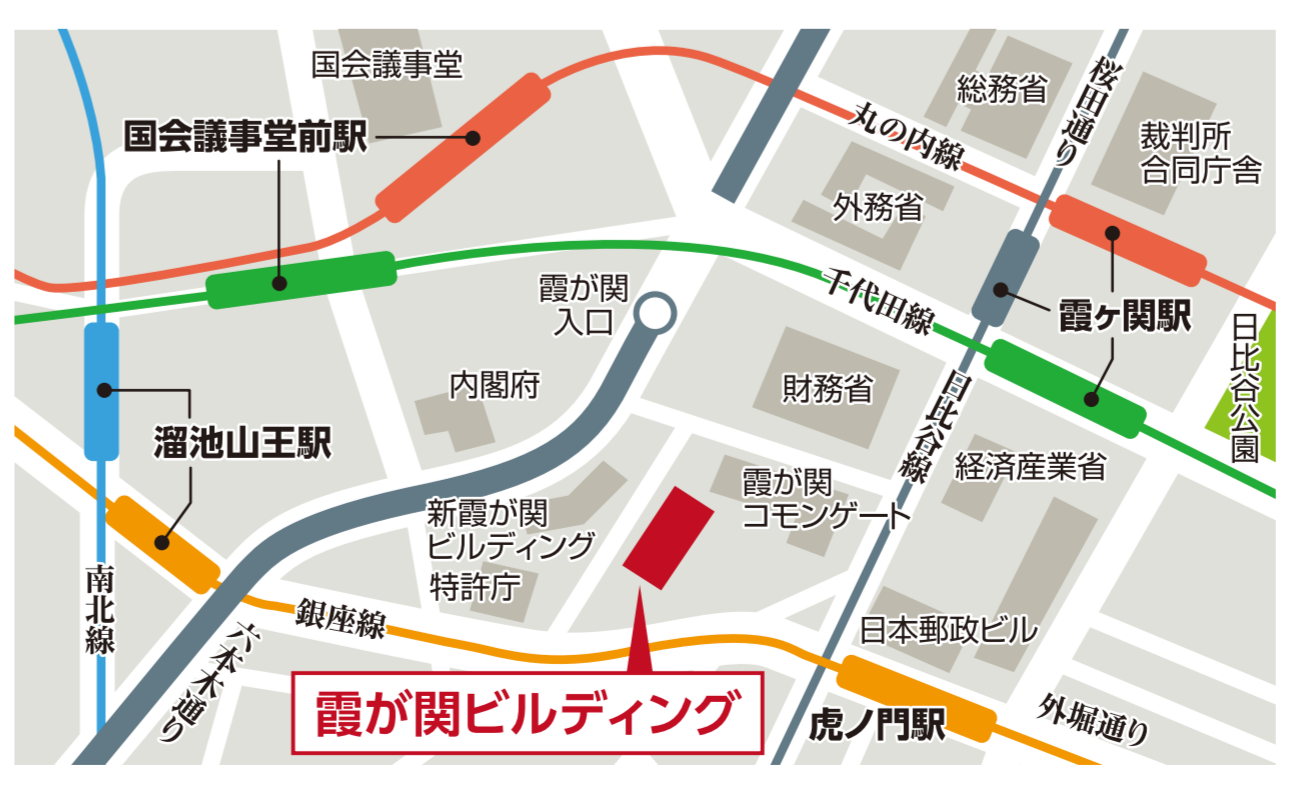 国会議事堂
総務省
桜田通り
丸の内線
裁判所
合同庁舎
国会議事堂前駅
外務省
霞が関
入口
千代田線
霞ヶ関駅
日比谷公園
内閣府
財務省
日比谷線
溜池山王駅
経済産業省
霞が関
コモンゲート
新霞が関
ビルディング
特許庁
南北線
銀座線
六本木通り
日本郵政ビル
霞が関ビルディング
虎ノ門駅
外堀通り